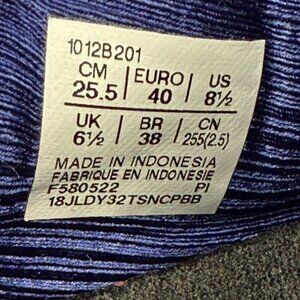 1012B201
CM EURO US
25.5 40 8½
UK BR CN
6½ 38 255(2.5)
MADE IN INDONESIA
FABRIQUE EN INDONESIE
F580522 PI
18JLDY32TSNCPBB